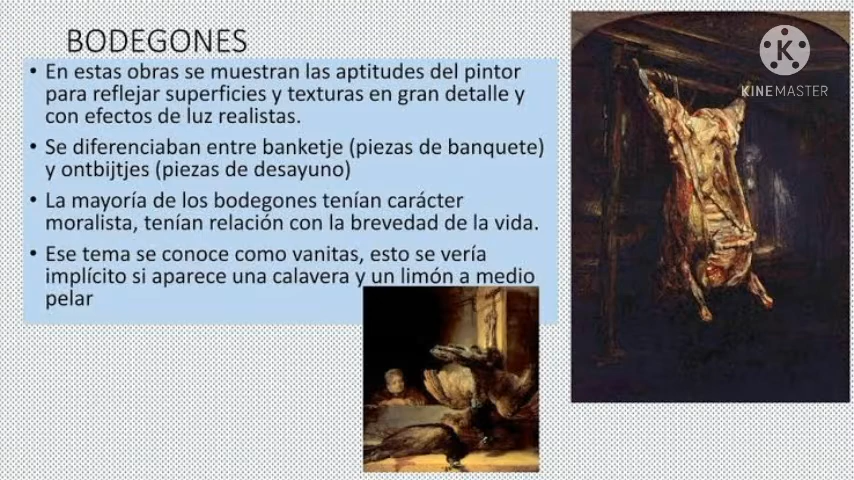 BODEGONES
• En estas obras se muestran las aptitudes del pintor
para reflejar superficies y texturas en gran detalle y
con efectos de luz realistas.
• Se diferenciaban entre banketje (piezas de banquete)
y ontbijtjes (piezas de desayuno)
• La mayoría de los bodegones tenían carácter
moralista, tenían relación con la brevedad de la vida.
• Ese tema se conoce como vanitas, esto se vería
implícito si aparece una calavera y un limón a medio
pelar
K
KINEMASTER